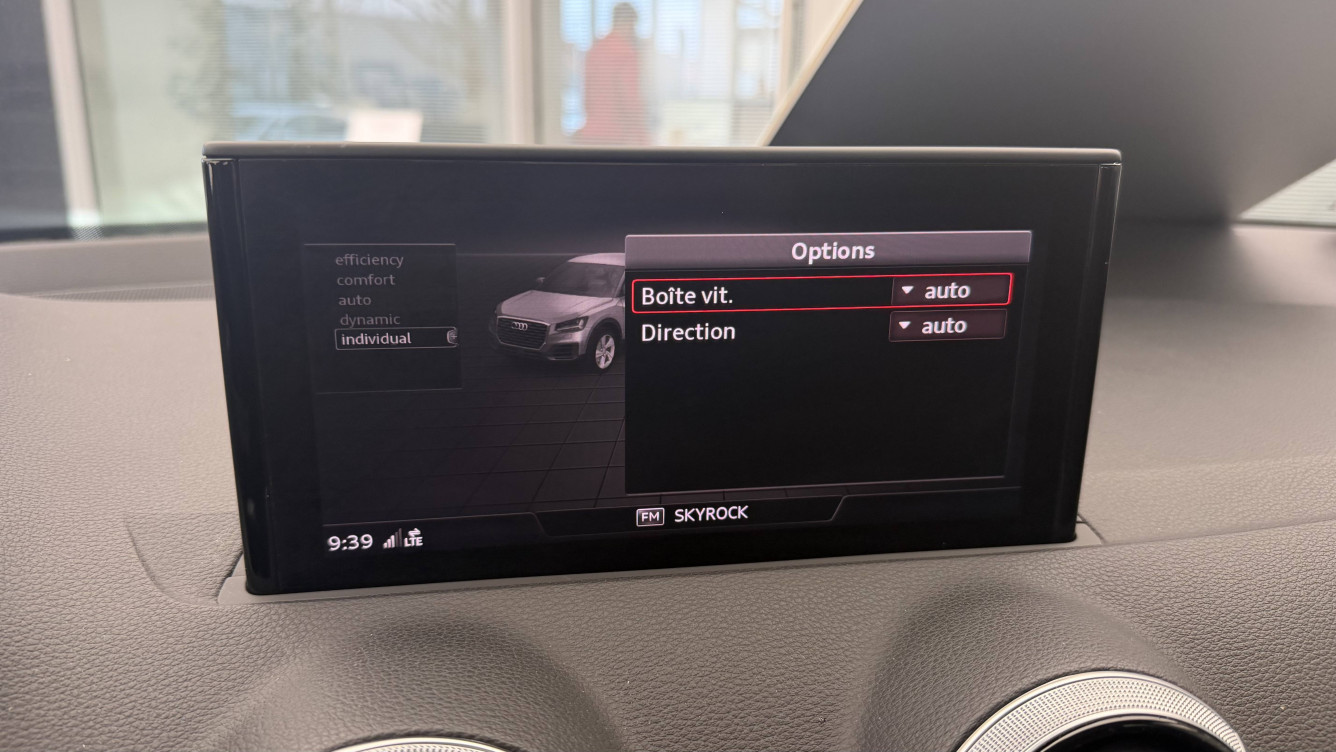 efficiency
comfort
auto
dynamic
individual
Options
Boîte vit. auto
Direction auto
FM SKYROCK
9:39 LTE